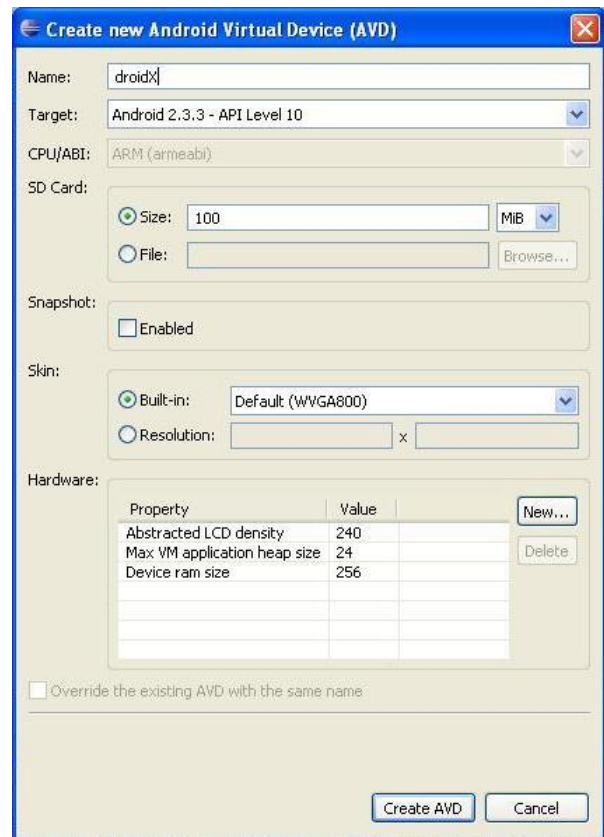 Create new Android Virtual Device (AVD)
Name: droidX
Target: Android 2.3.3 - API Level 10
CPU/ABI: ARM (armeabi)
SD Card:
Size: 100 MiB
File: Browse...
Snapshot:
Enabled
Skin:
Built-in: Default (WVGA800)
Resolution: x
Hardware:
Property Value New...
Abstracted LCD density 240
Max VM application heap size 24 Delete
Device ram size 256
Override the existing AVD with the same name
Create AVD Cancel